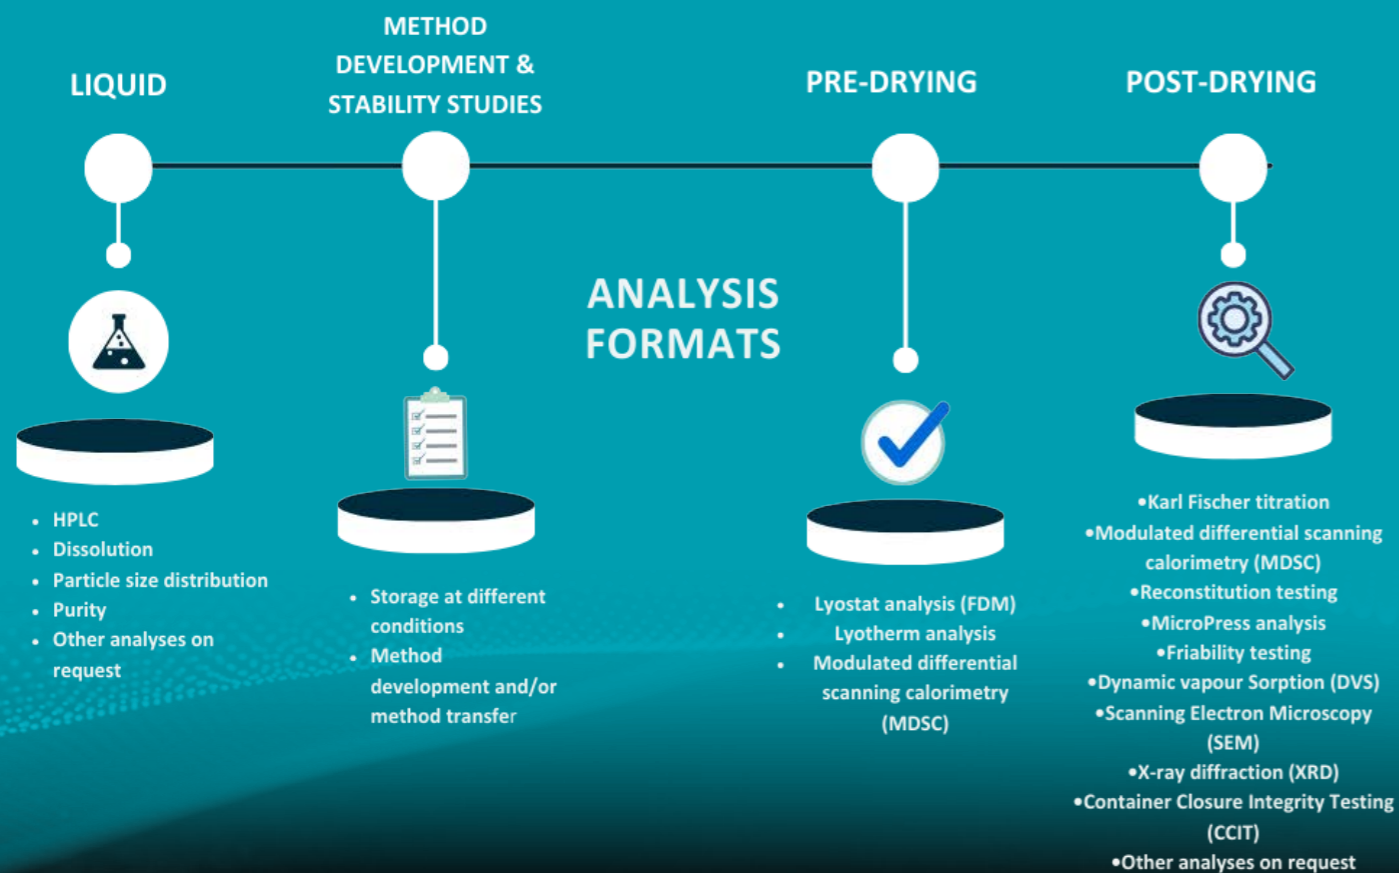 LIQUID
METHOD
DEVELOPMENT &
STABILITY STUDIES
PRE-DRYING
POST-DRYING
ANALYSIS
FORMATS
• HPLC
• Dissolution
• Particle size distribution
• Purity
• Other analyses on
request
• Storage at different
conditions
• Method
development and/or
method transfer
• Lyostat analysis (FDM)
• Lyotherm analysis
• Modulated differential
scanning calorimetry
(MDSC)
•Karl Fischer titration
•Modulated differential scanning
calorimetry (MDSC)
•Reconstitution testing
•MicroPress analysis
•Friability testing
•Dynamic vapour Sorption (DVS)
•Scanning Electron Microscopy
(SEM)
•X-ray diffraction (XRD)
•Container Closure Integrity Testing
(CCIT)
•Other analyses on request